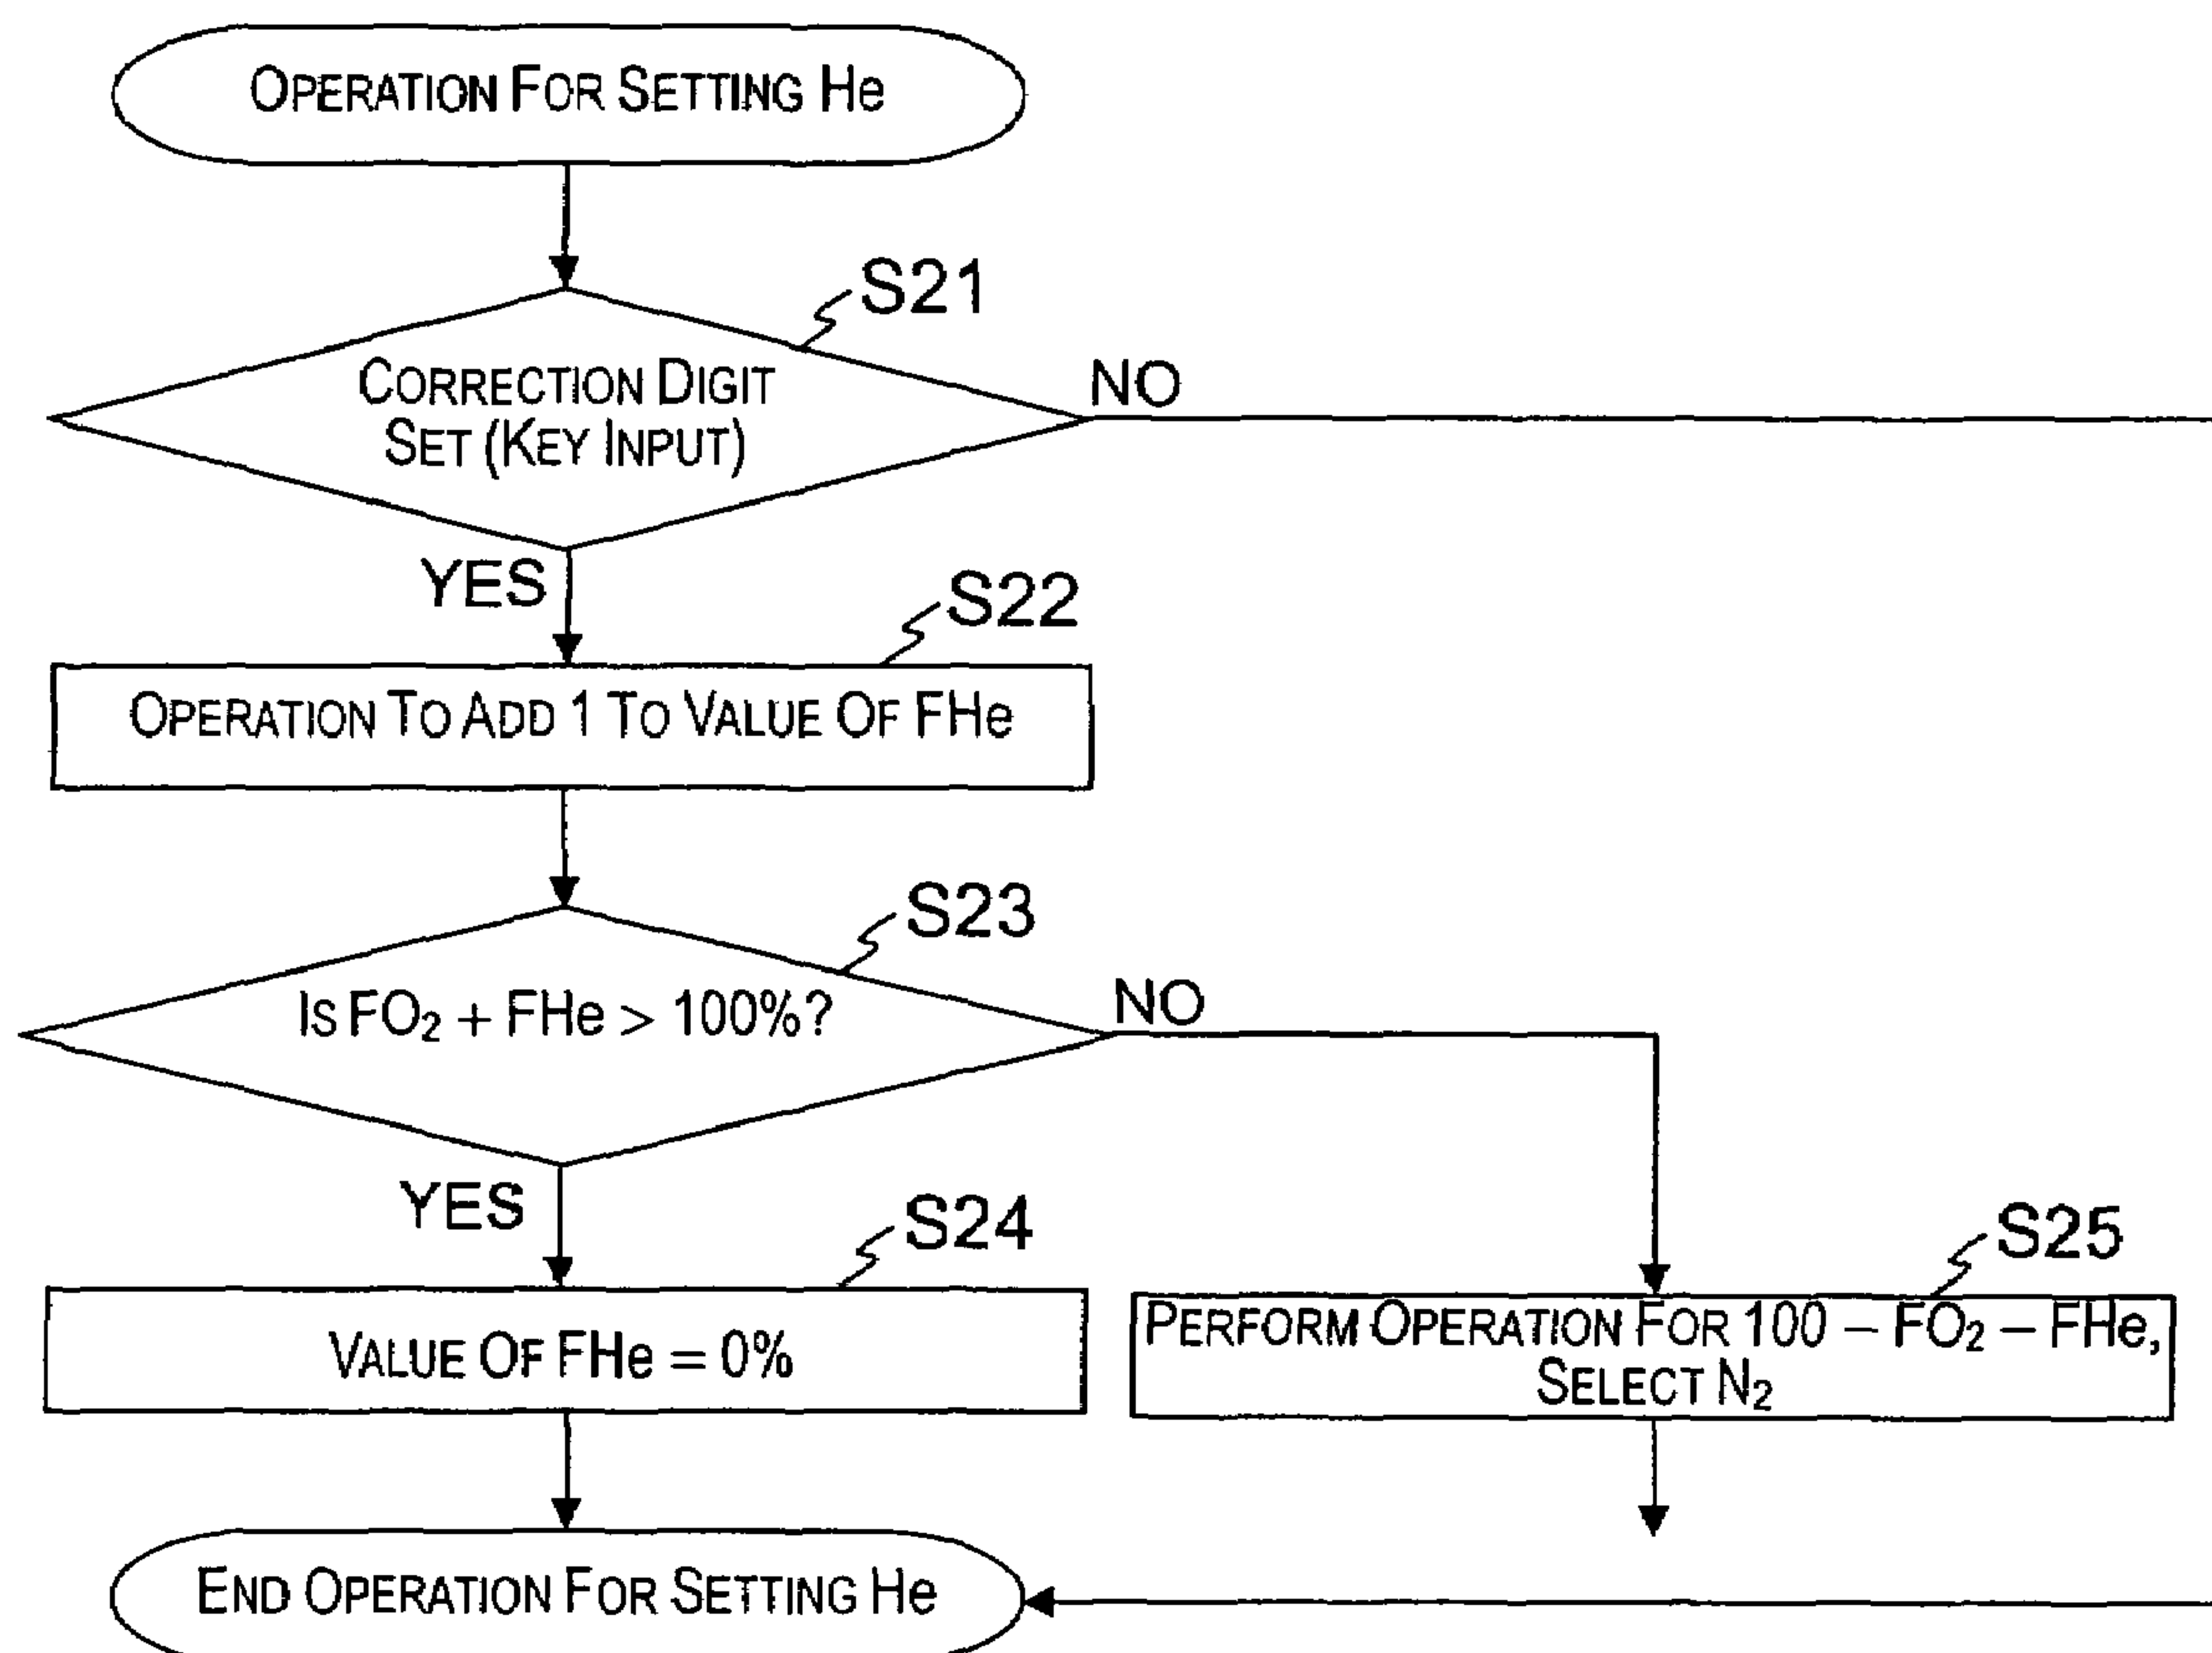 OPERATION FOR SETTING He
S21
CORRECTION DIGIT
SET (KEY INPUT)
NO
YES
S22
OPERATION TO ADD 1 TO VALUE OF FHe
S23
IS FO₂ + FHe > 100%?
NO
YES
S24
VALUE OF FHe = 0%
S25
PERFORM OPERATION FOR 100 – FO₂ – FHe,
SELECT N₂
END OPERATION FOR SETTING He